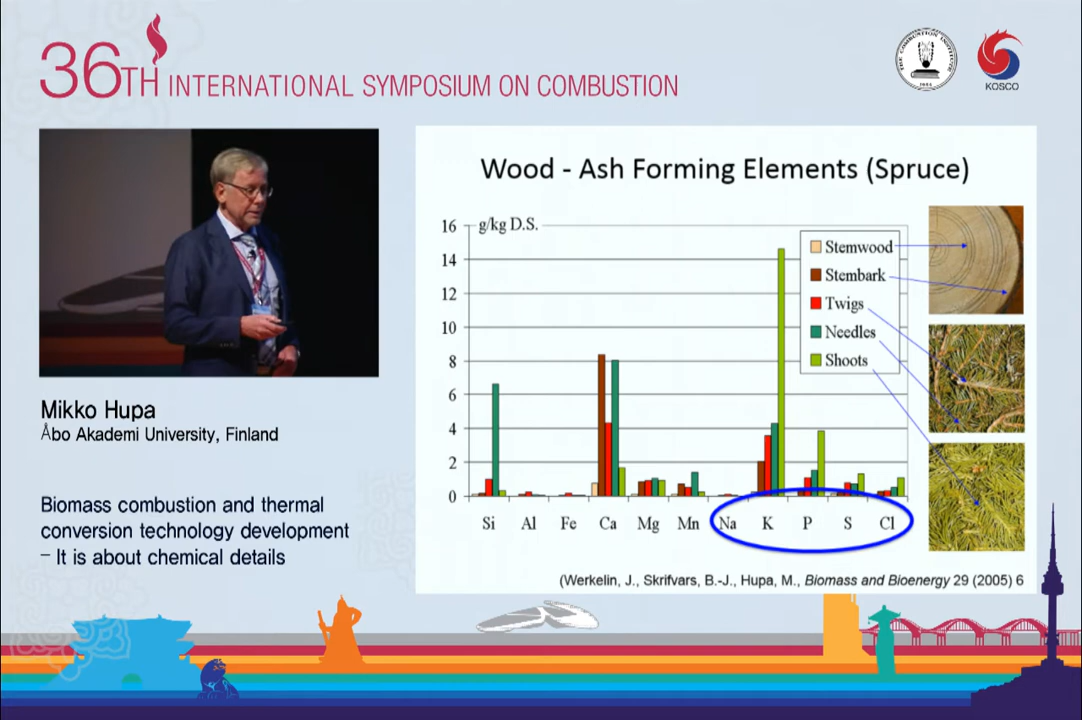 36TH INTERNATIONAL SYMPOSIUM ON COMBUSTION
THE COMBUSTION INSTITUTE
KOSCO
Mikko Hupa
Åbo Akademi University, Finland
Biomass combustion and thermal
conversion technology development
– It is about chemical details
Wood - Ash Forming Elements (Spruce)
g/kg D.S.
16
14
12
10
8
6
4
2
0
Si Al Fe Ca Mg Mn Na K P S Cl
Stemwood
Stembark
Twigs
Needles
Shoots
(Werkelin, J., Skrifvars, B.-J., Hupa, M., Biomass and Bioenergy 29 (2005) 6